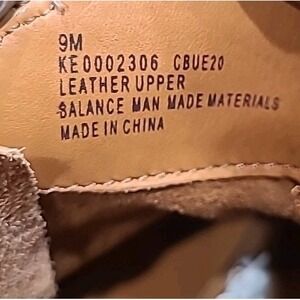 9M
KE0002306 CBUE20
LEATHER UPPER
BALANCE MAN MADE MATERIALS
MADE IN CHINA